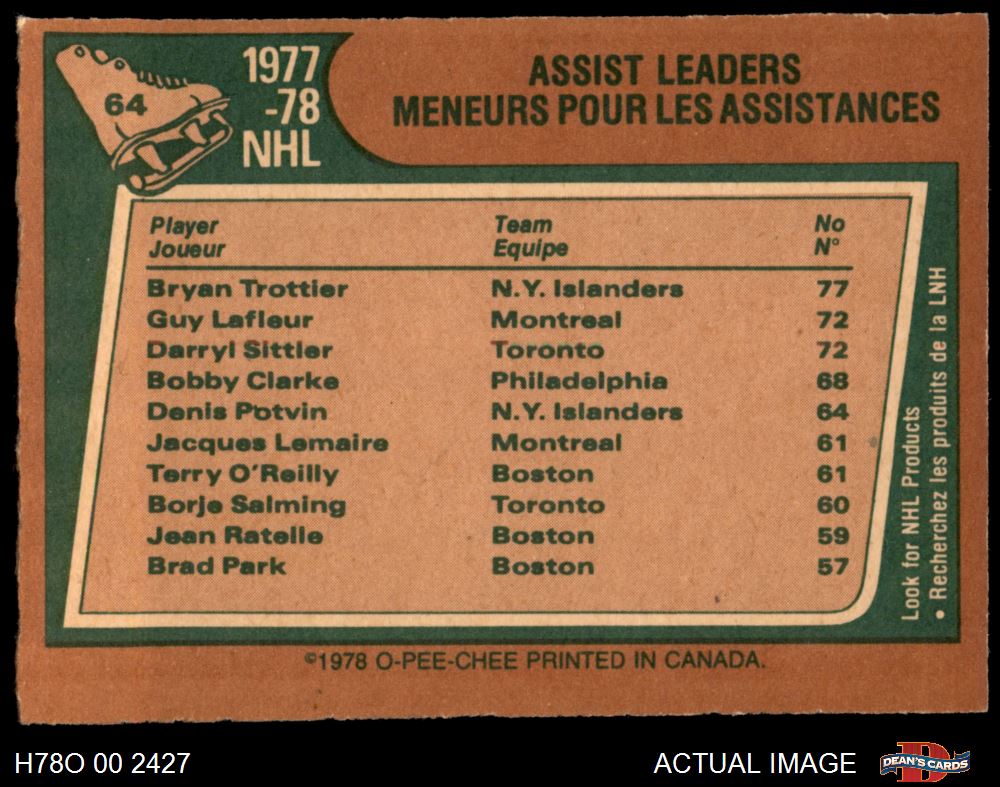 64
1977
-78
NHL
ASSIST LEADERS
MENEURS POUR LES ASSISTANCES
Player Team No
Joueur Equipe N°
Bryan Trottier N.Y. Islanders 77
Guy Lafleur Montreal 72
Darryl Sittler Toronto 72
Bobby Clarke Philadelphia 68
Denis Potvin N.Y. Islanders 64
Jacques Lemaire Montreal 61
Terry O'Reilly Boston 61
Borje Salming Toronto 60
Jean Ratelle Boston 59
Brad Park Boston 57
Look for NHL Products
• Recherchez les produits de la LNH
©1978 O-PEE-CHEE PRINTED IN CANADA.
H78O 00 2427
ACTUAL IMAGE
D
DEAN'S CARDS